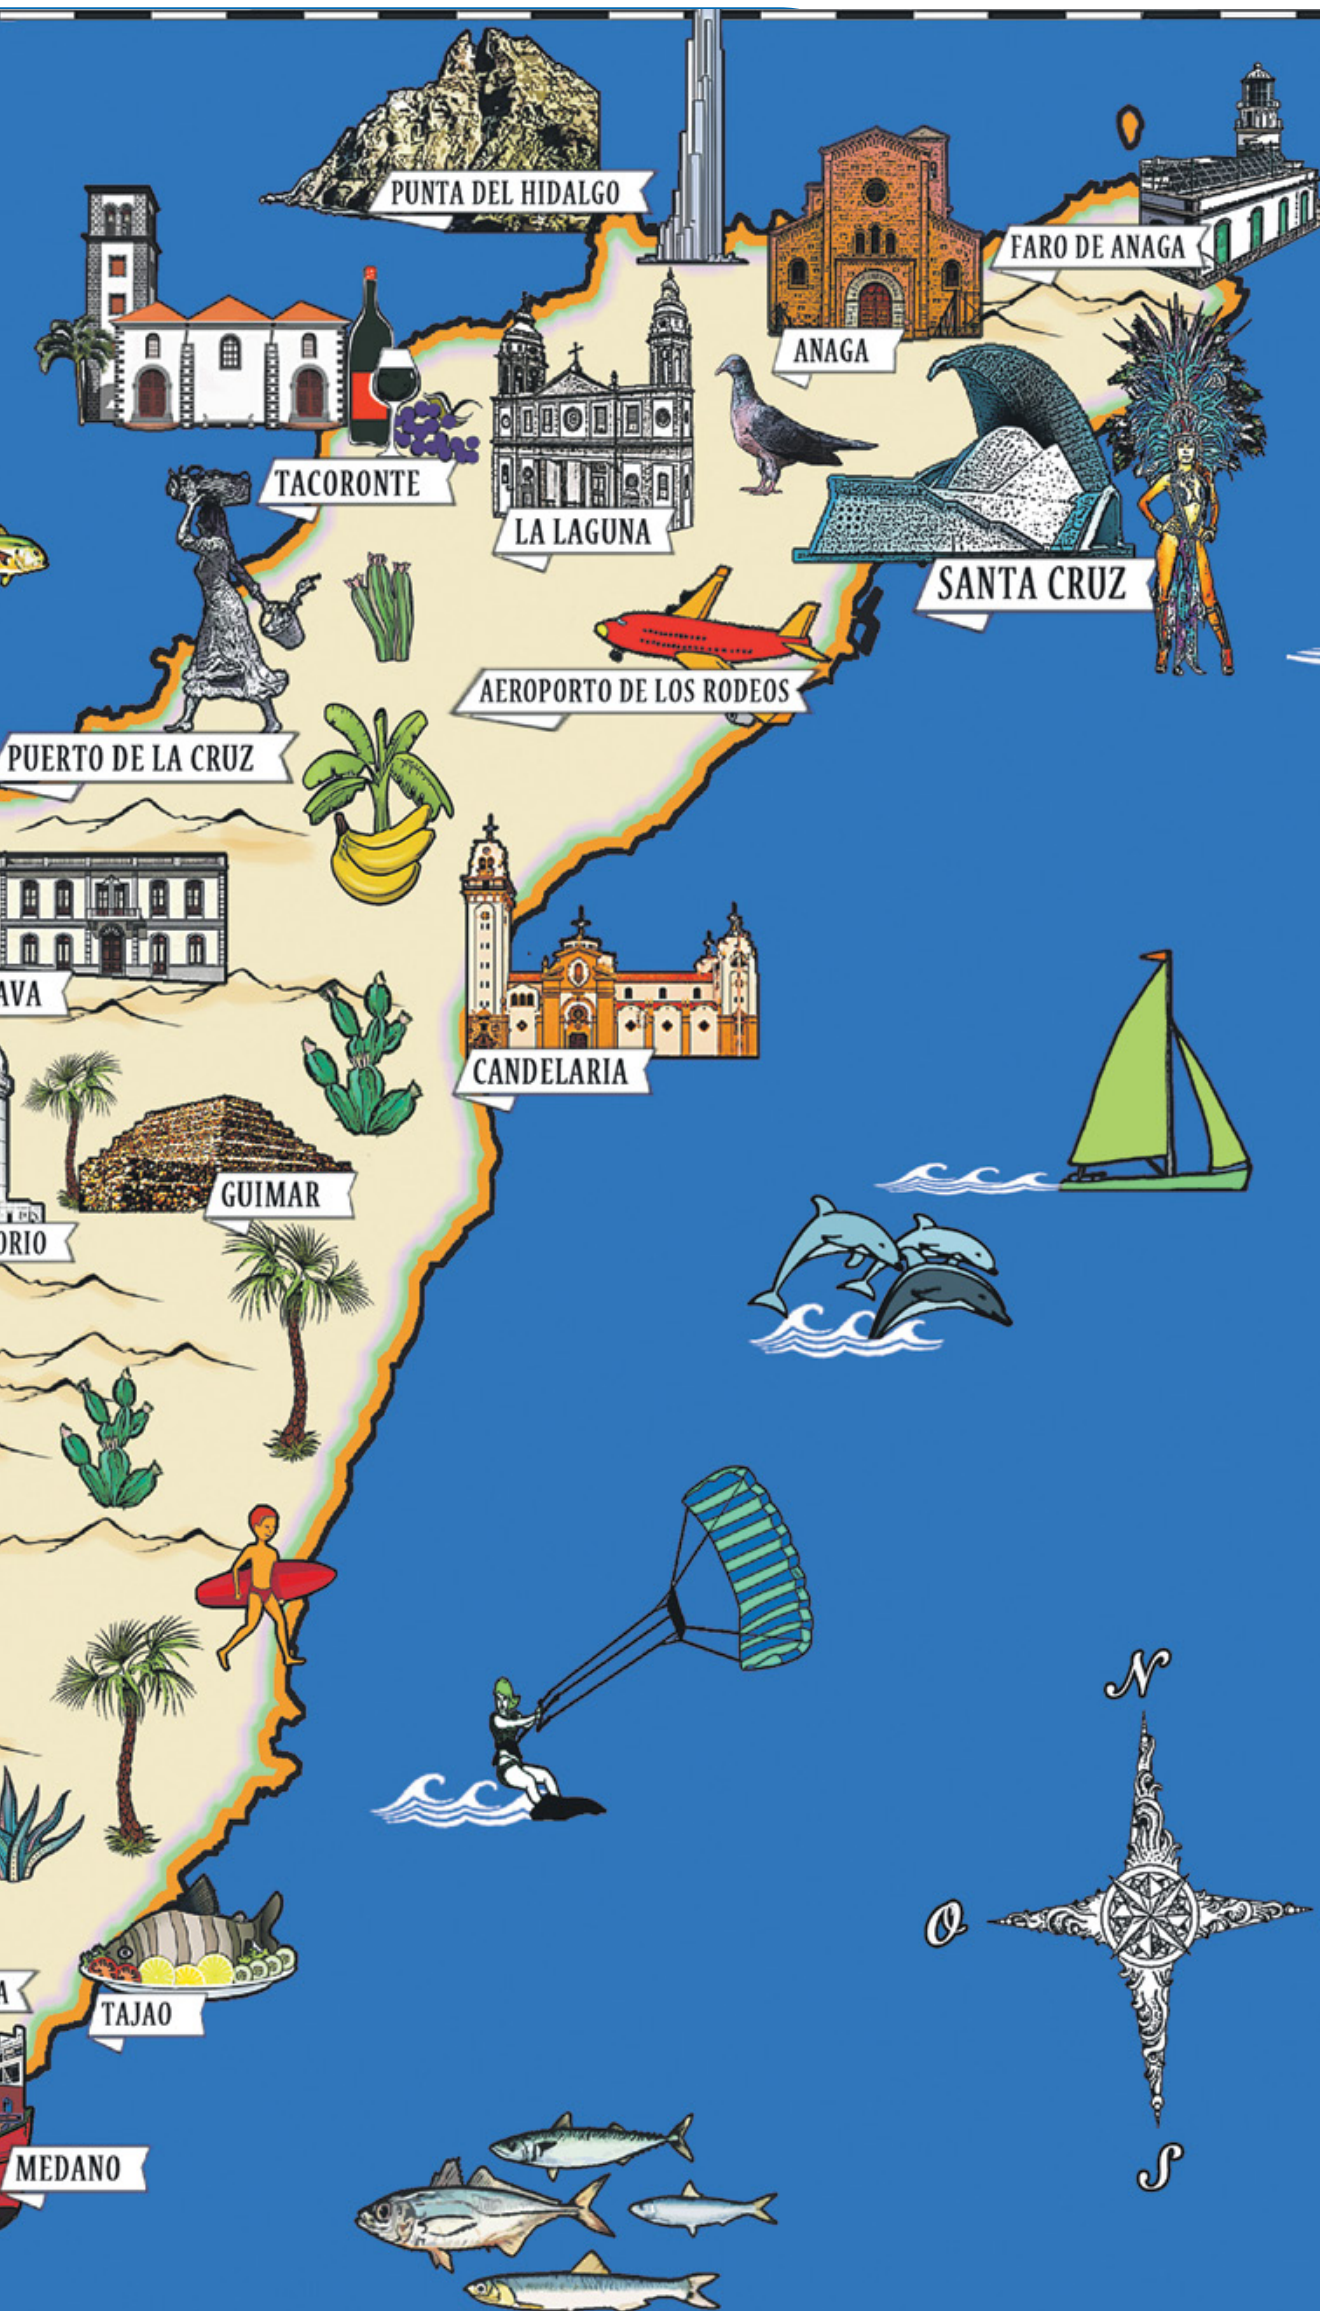 PUNTA DEL HIDALGO
FARO DE ANAGA
ANAGA
TACORONTE
LA LAGUNA
SANTA CRUZ
AEROPORTO DE LOS RODEOS
PUERTO DE LA CRUZ
AVA
CANDELARIA
GUIMAR
ORIO
N
O
S
A
TAJAO
MEDANO